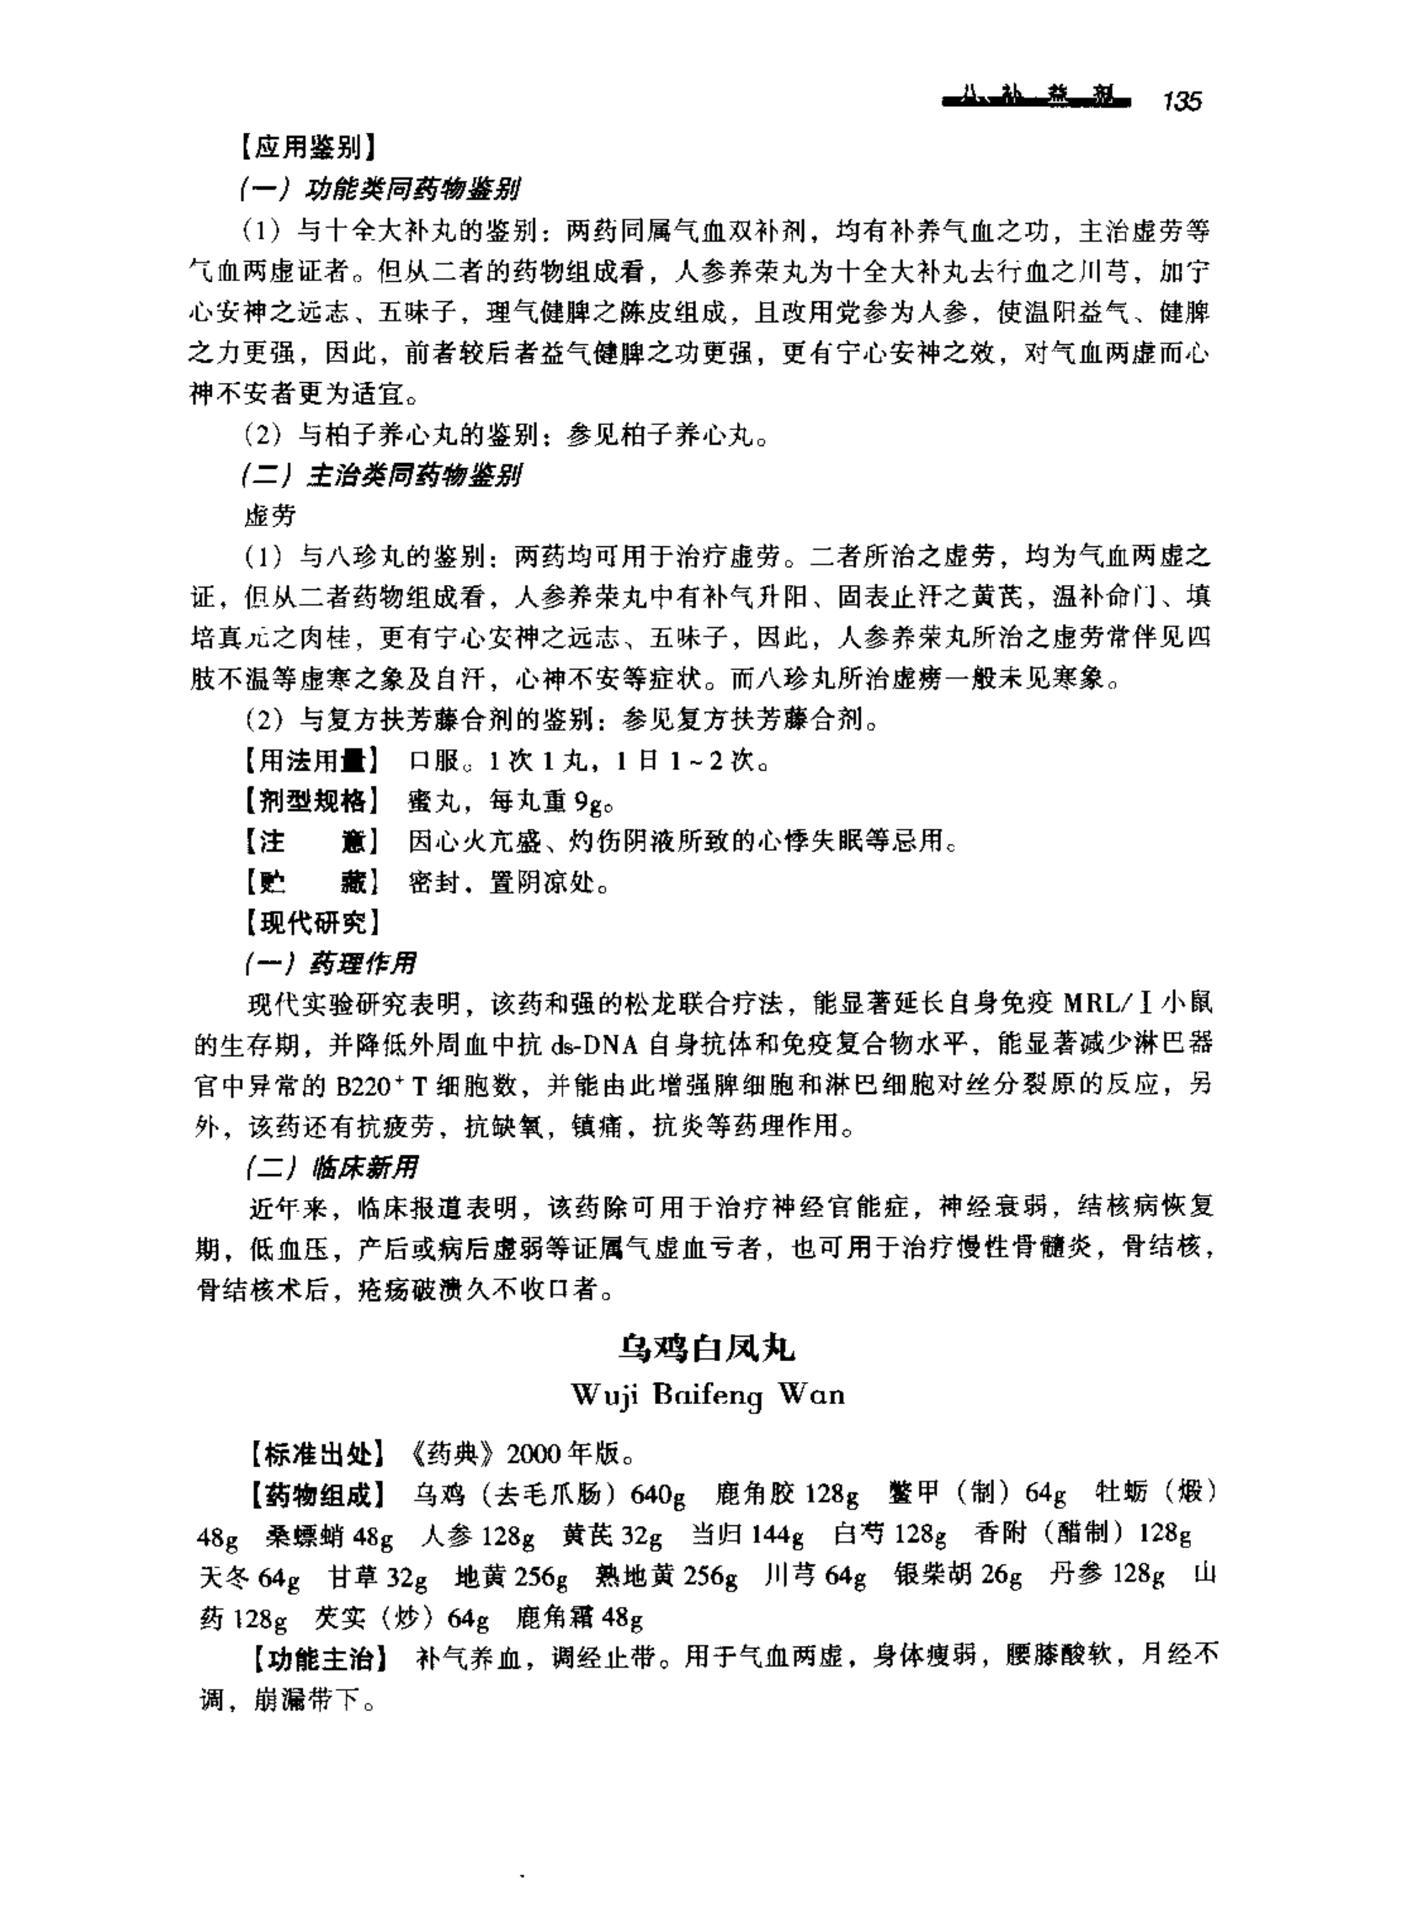 八、补益剂 135
【应用鉴别】
(一) 功能类同药物鉴别
(1) 与十全大补丸的鉴别：两药同属气血双补剂，均有补养气血之功，主治虚劳等
气血两虚证者。但从二者的药物组成看，人参养荣丸为十全大补丸去行血之川芎，加宁
心安神之远志、五味子，理气健脾之陈皮组成，且改用党参为人参，使温阳益气、健脾
之力更强，因此，前者较后者益气健脾之功更强，更有宁心安神之效，对气血两虚而心
神不安者更为适宜。
(2) 与柏子养心丸的鉴别：参见柏子养心丸。
(二) 主治类同药物鉴别
虚劳
(1) 与八珍丸的鉴别：两药均可用于治疗虚劳。二者所治之虚劳，均为气血两虚之
证，但从二者药物组成看，人参养荣丸中有补气升阳、固表止汗之黄芪，温补命门、填
培真元之肉桂，更有宁心安神之远志、五味子，因此，人参养荣丸所治之虚劳常伴见四
肢不温等虚寒之象及自汗，心神不安等症状。而八珍丸所治虚痨一般未见寒象。
(2) 与复方扶芳藤合剂的鉴别：参见复方扶芳藤合剂。
【用法用量】 口服。1次1丸，1日1~2次。
【剂型规格】 蜜丸，每丸重9g。
【注 意】 因心火亢盛、灼伤阴液所致的心悸失眠等忌用。
【贮 藏】 密封，置阴凉处。
【现代研究】
(一) 药理作用
现代实验研究表明，该药和强的松龙联合疗法，能显著延长自身免疫 MRL/Ⅰ小鼠
的生存期，并降低外周血中抗 ds-DNA 自身抗体和免疫复合物水平，能显著减少淋巴器
官中异常的 B220⁺T 细胞数，并能由此增强脾细胞和淋巴细胞对丝分裂原的反应，另
外，该药还有抗疲劳，抗缺氧，镇痛，抗炎等药理作用。
(二) 临床新用
近年来，临床报道表明，该药除可用于治疗神经官能症，神经衰弱，结核病恢复
期，低血压，产后或病后虚弱等证属气虚血亏者，也可用于治疗慢性骨髓炎，骨结核，
骨结核术后，疮疡破溃久不收口者。
乌鸡白凤丸
Wuji Baifeng Wan
【标准出处】《药典》2000年版。
【药物组成】 乌鸡（去毛爪肠）640g 鹿角胶128g 鳖甲（制）64g 牡蛎（煅）
48g 桑螵蛸48g 人参128g 黄芪32g 当归144g 白芍128g 香附（醋制）128g
天冬64g 甘草32g 地黄256g 熟地黄256g 川芎64g 银柴胡26g 丹参128g 山
药128g 芡实（炒）64g 鹿角霜48g
【功能主治】 补气养血，调经止带。用于气血两虚，身体瘦弱，腰膝酸软，月经不
调，崩漏带下。